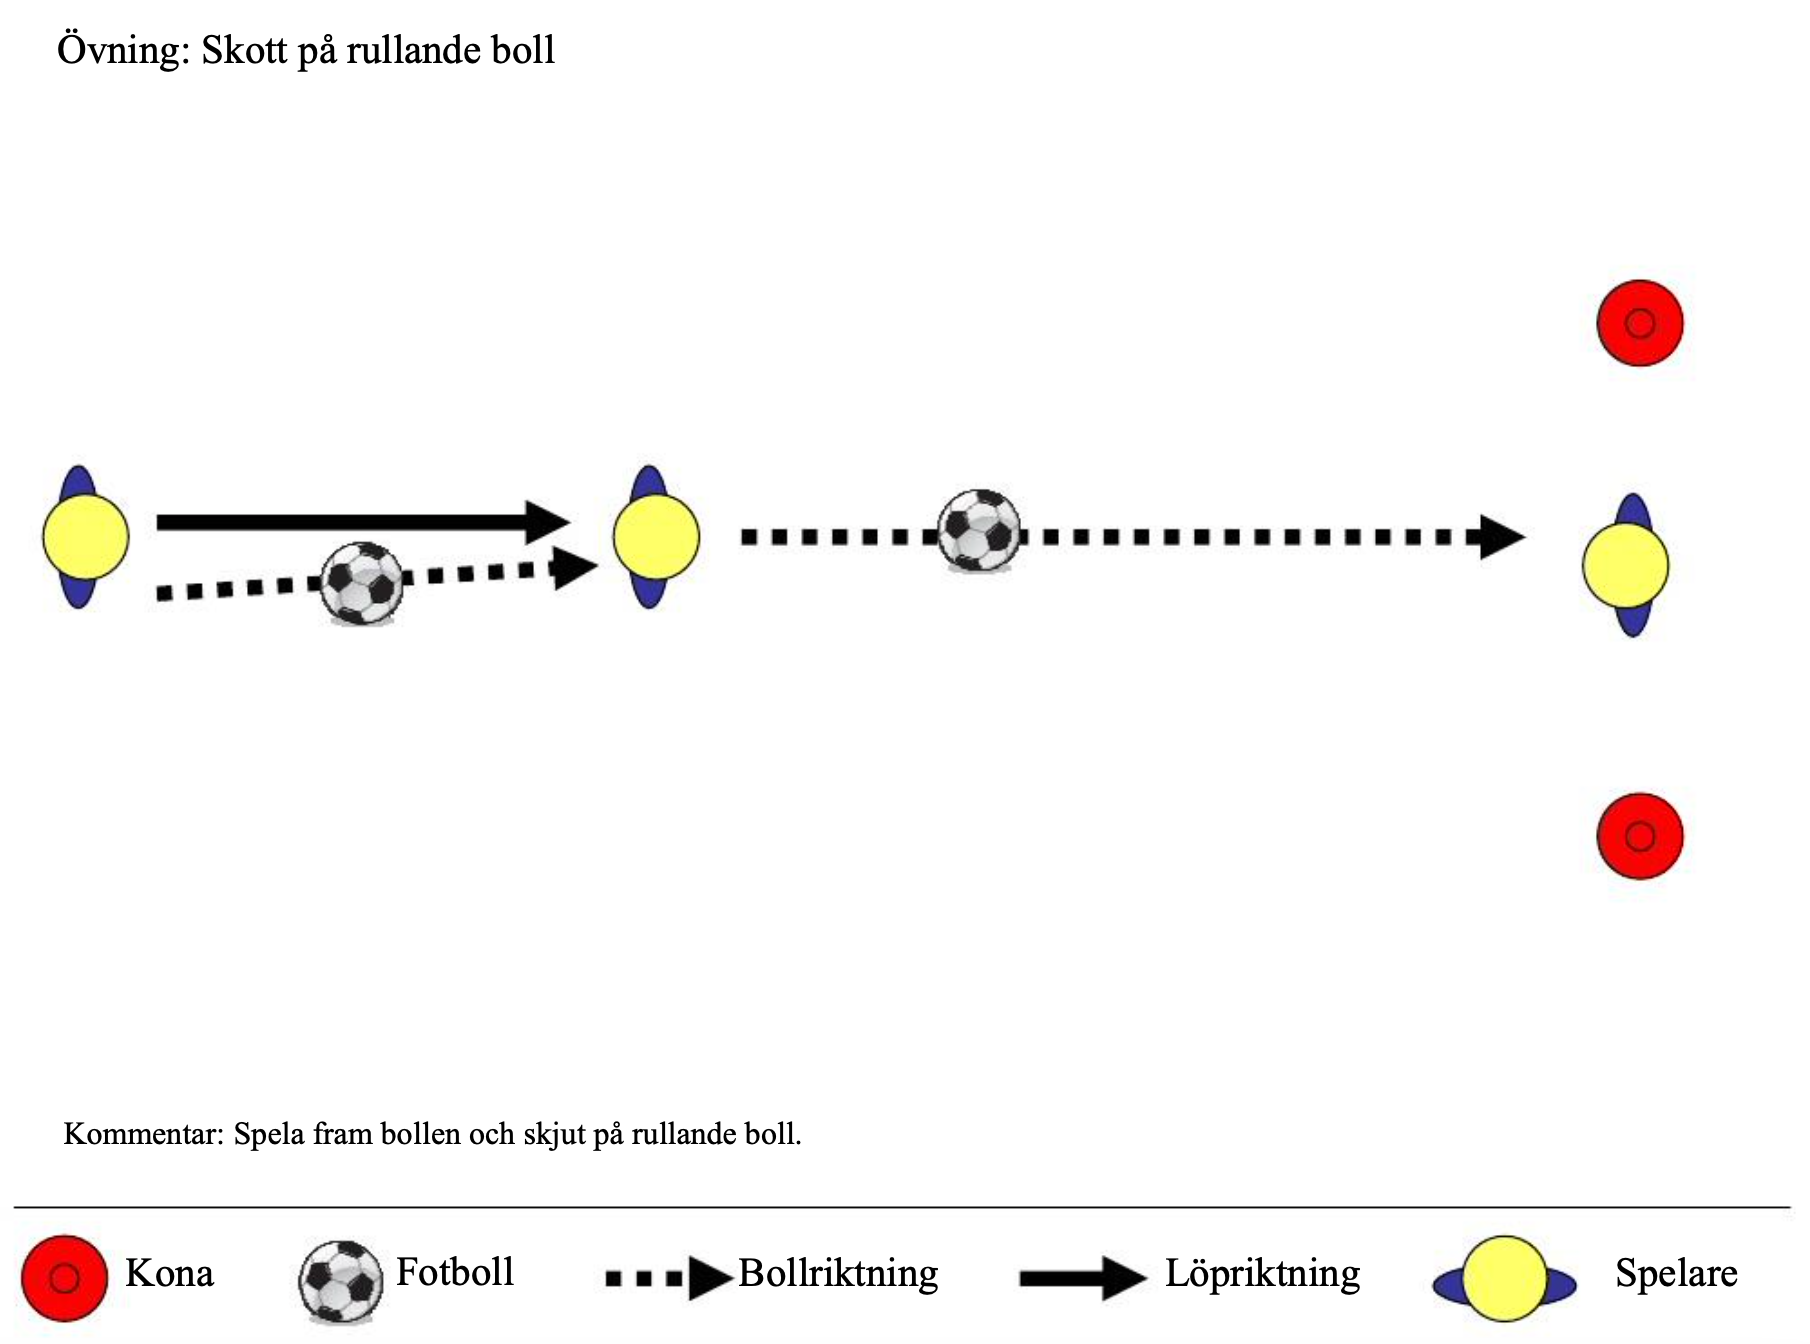 Övning: Skott på rullande boll
Kommentar: Spela fram bollen och skjut på rullande boll.
Kona
Fotboll
Bollriktning
Löpriktning
Spelare